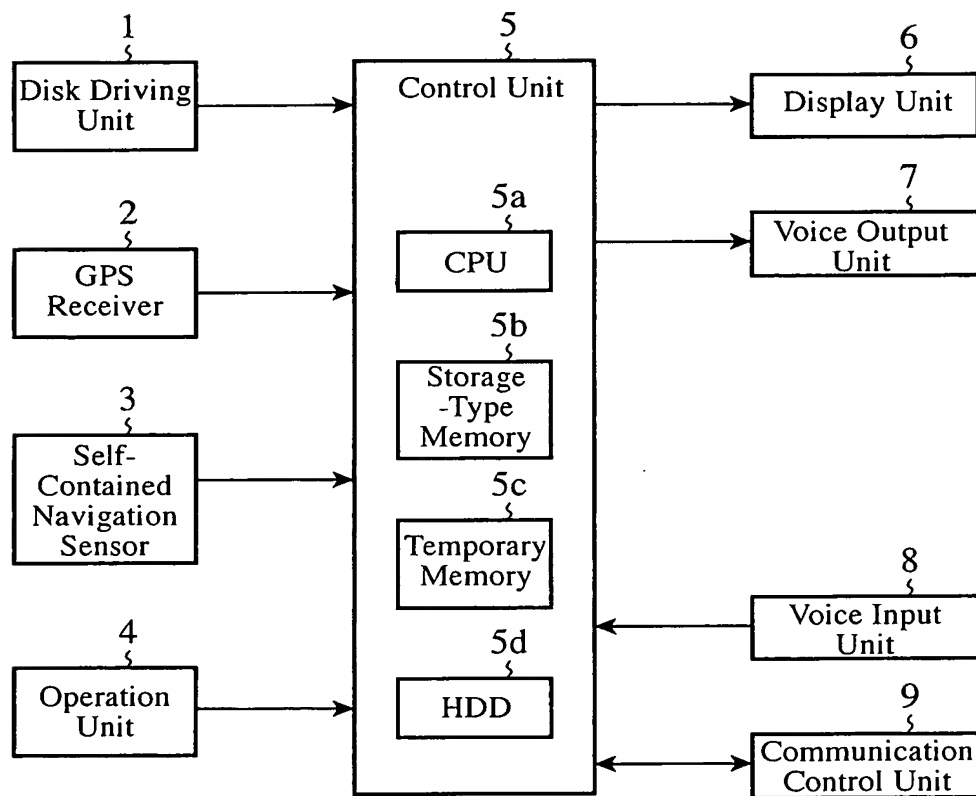 1
Disk Driving
Unit
2
GPS
Receiver
3
Self-
Contained
Navigation
Sensor
4
Operation
Unit
5
Control Unit
5a
CPU
5b
Storage
-Type
Memory
5c
Temporary
Memory
5d
HDD
6
Display Unit
7
Voice Output
Unit
8
Voice Input
Unit
9
Communication
Control Unit